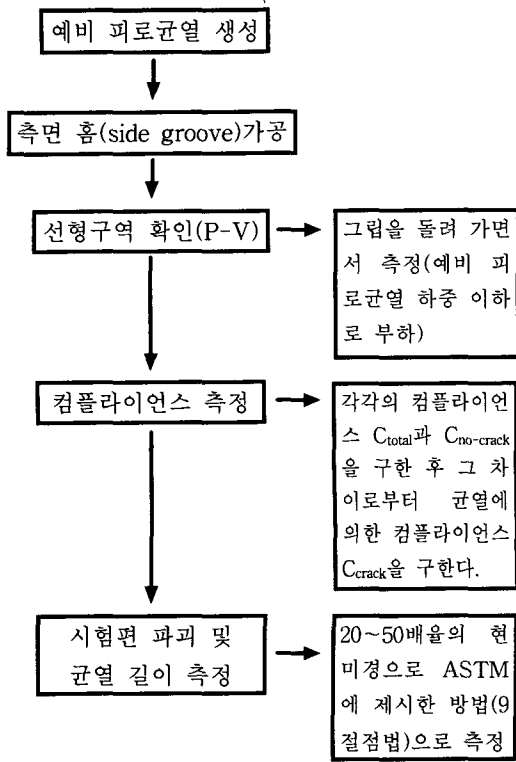 예비 피로균열 생성
측면 홈(side groove)가공
선형구역 확인(P-V)
그립을 돌려 가면
서 측정(예비 피
로균열 하중 이하
로 부하)
컴플라이언스 측정
각각의 컴플라이언
스 Ctotal과 Cno-crack
을 구한 후 그 차
이로부터 균열에
의한 컴플라이언스
Ccrack을 구한다.
시험편 파괴 및
균열 길이 측정
20~50배율의 현
미경으로 ASTM
에 제시한 방법(9
절점법)으로 측정